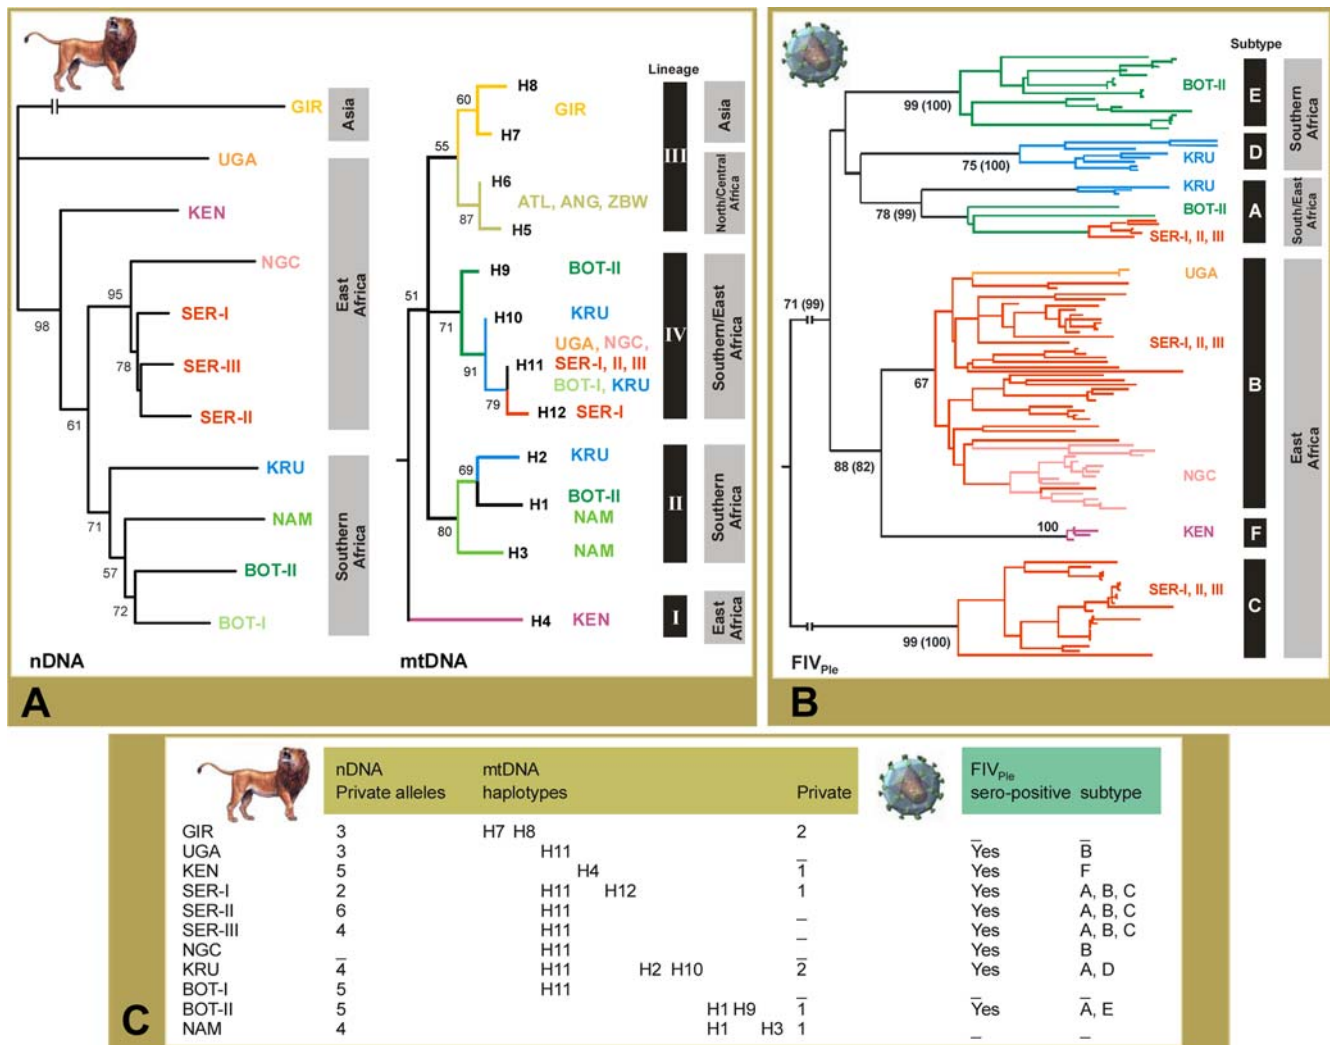 GIR
UGA
KEN
NGC
SER-I
SER-III
SER-II
KRU
NAM
BOT-II
BOT-I
98
95
78
61
71
57
72
Asia
East Africa
Southern Africa
nDNA
Lineage
H8
60
GIR
H7
55
H6
ATL, ANG, ZBW
87
H5
51
H9 BOT-II
71
H10 KRU
UGA, NGC,
91
H11 SER-I, II, III
BOT-I, KRU
79
H12 SER-I
H2 KRU
69
H1 BOT-II
NAM
80
H3 NAM
H4 KEN
III
IV
II
I
Asia
North/Central Africa
Southern/East Africa
Southern Africa
East Africa
mtDNA
A
Subtype
BOT-II
99 (100)
E
KRU
75 (100)
D
Southern Africa
KRU
78 (99)
BOT-II
SER-I, II, III
A
South/East Africa
UGA
71 (99)
SER-I, II, III
67
B
88 (82)
NGC
100
KEN
F
SER-I, II, III
99 (100)
C
East Africa
FIVPle
B
nDNA mtDNA FIVPle
Private alleles haplotypes Private sero-positive subtype
GIR 3 H7 H8 2 _ _
UGA 3 H11 _ Yes B
KEN 5 H4 1 Yes F
SER-I 2 H11 H12 1 Yes A, B, C
SER-II 6 H11 _ Yes A, B, C
SER-III 4 H11 _ Yes A, B, C
NGC _ H11 _ Yes B
KRU 4 H11 H2 H10 2 Yes A, D
BOT-I 5 H11 _ _ _
BOT-II 5 H1 H9 1 Yes A, E
NAM 4 H1 H3 1 _ _
C